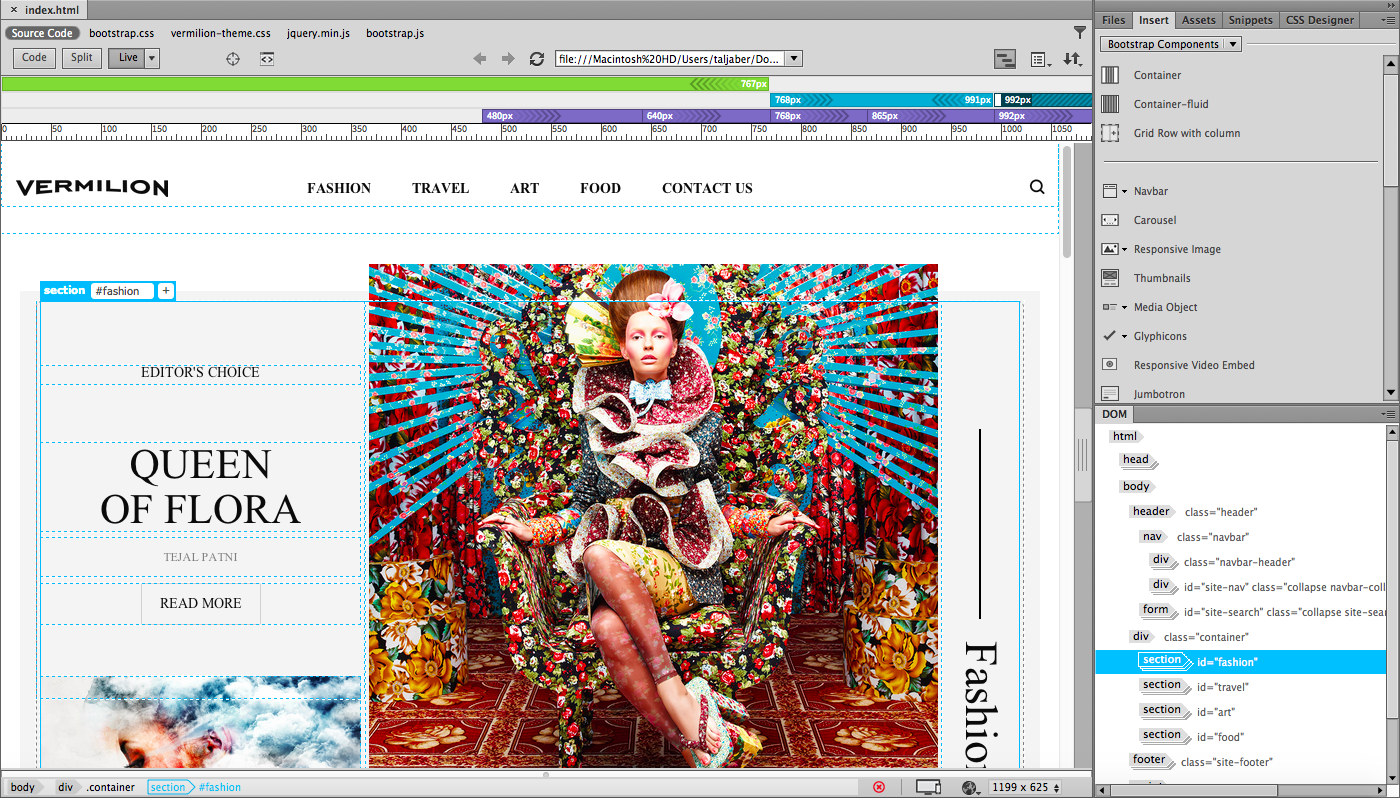 × index.html
Source Code bootstrap.css vermilion-theme.css jquery.min.js bootstrap.js
Code Split Live file:///Macintosh%20HD/Users/taljaber/Do...
767px
768px 991px 992px
480px 640px 768px 865px 992px
0 50 100 150 200 250 300 350 400 450 500 550 600 650 700 750 800 850 900 950 1000 1050
VERMILION FASHION TRAVEL ART FOOD CONTACT US
section #fashion +
EDITOR'S CHOICE
QUEEN
OF FLORA
TEJAL PATNI
READ MORE
Fashion
body div .container section #fashion 1199 x 625
Files Insert Assets Snippets CSS Designer
Bootstrap Components
Container
Container-fluid
Grid Row with column
Navbar
Carousel
Responsive Image
Thumbnails
Media Object
Glyphicons
Responsive Video Embed
Jumbotron
DOM
html
head
body
header class="header"
nav class="navbar"
div class="navbar-header"
div id="site-nav" class="collapse navbar-coll
form id="site-search" class="collapse site-sear
div class="container"
section id="fashion"
section id="travel"
section id="art"
section id="food"
footer class="site-footer"